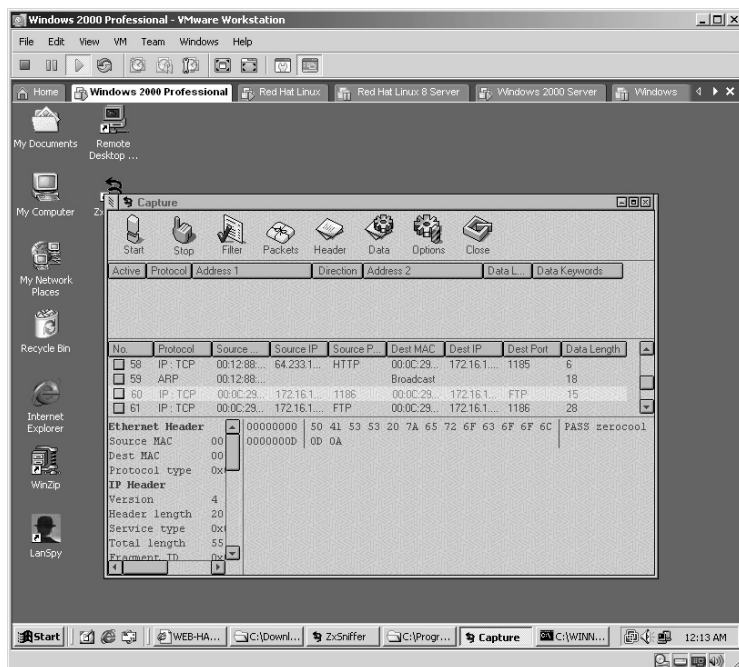 Windows 2000 Professional - VMware Workstation
File Edit View VM Team Windows Help
Home Windows 2000 Professional Red Hat Linux Red Hat Linux 8 Server Windows 2000 Server Windows
My Documents
Remote Desktop ...
My Computer
My Network Places
Recycle Bin
Internet Explorer
WinZip
LanSpy
Capture
Start Stop Filter Packets Header Data Options Close
Active Protocol Address 1 Direction Address 2 Data L... Data Keywords
No. Protocol Source ... Source IP Source P... Dest MAC Dest IP Dest Port Data Length
58 IP : TCP 00:12:88:... 64.233.1... HTTP 00:0C:29... 172.16.1... 1185 6
59 ARP 00:12:88:... Broadcast 18
60 IP : TCP 00:0C:29... 172.16.1... 1186 00:0C:29... 172.16.1... FTP 15
61 IP : TCP 00:0C:29... 172.16.1... FTP 00:0C:29... 172.16.1... 1186 28
Ethernet Header
Source MAC 00
Dest MAC 00
Protocol type 0x
IP Header
Version 4
Header length 20
Service type 0x
Total length 55
Fragment ID 0x
00000000 50 41 53 53 20 7A 65 72 6F 63 6F 6F 6C PASS zerocool
0000000D 0D 0A
Start WEB-HA... C:\Downl... ZxSniffer C:\Progr... Capture C:\WINN... 12:13 AM